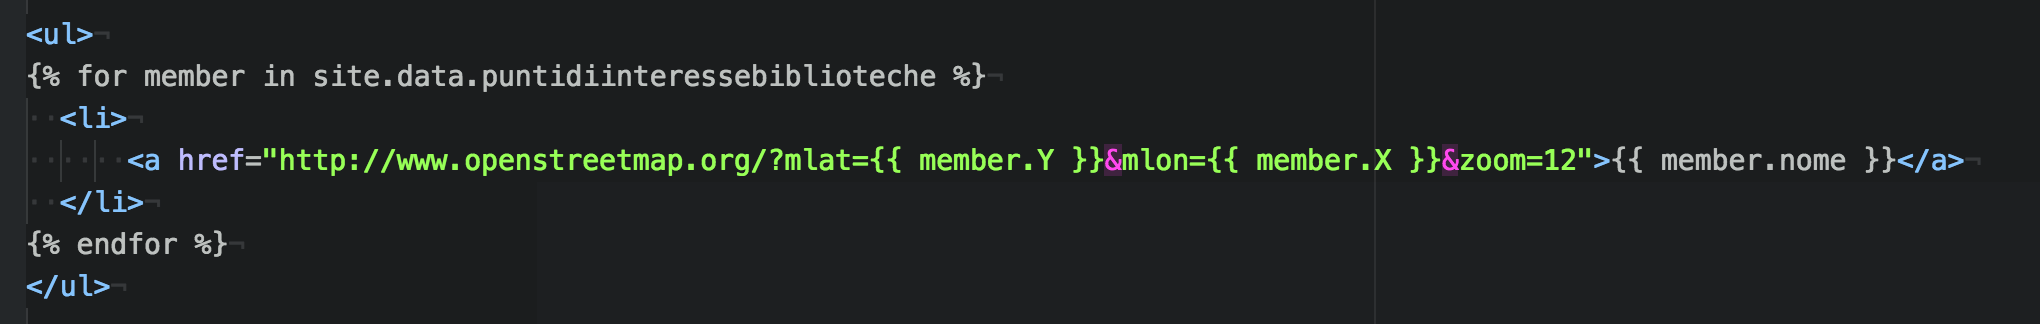 <ul>
{% for member in site.data.puntidiinteressebiblioteche %}
<li>
<a href="http://www.openstreetmap.org/?mlat={{ member.Y }}&mlon={{ member.X }}&zoom=12">{{ member.nome }}</a>
</li>
{% endfor %}
</ul>